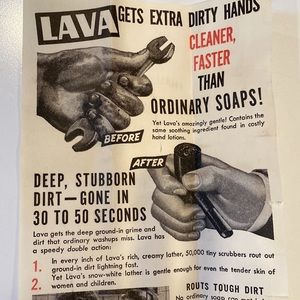 LAVA GETS EXTRA DIRTY HANDS
CLEANER,
FASTER
THAN
ORDINARY SOAPS!
Yet Lava's amazingly gentle! Contains the
same soothing ingredient found in costly
hand lotions.
BEFORE
AFTER
DEEP, STUBBORN
DIRT—GONE IN
30 TO 50 SECONDS
Lava gets the deep ground-in grime and
dirt that ordinary washups miss. Lava has
a speedy double action:
1. In every inch of Lava's rich, creamy lather, 50,000 tiny scrubbers rout out
ground-in dirt lightning fast.
2. Yet Lava's snow-white lather is gentle enough for even the tender skin of
women and children.
ROUTS TOUGH DIRT
No ordinary soap can